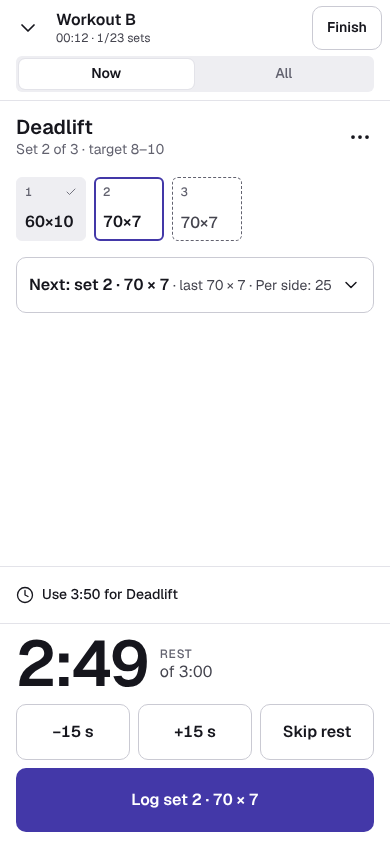 Workout B
00:12 · 1/23 sets
Finish
Now
All
Deadlift
Set 2 of 3 · target 8–10
1
60×10
2
70×7
3
70×7
Next: set 2 · 70 × 7 · last 70 × 7 · Per side: 25
Use 3:50 for Deadlift
2:49
REST
of 3:00
−15 s
+15 s
Skip rest
Log set 2 · 70 × 7